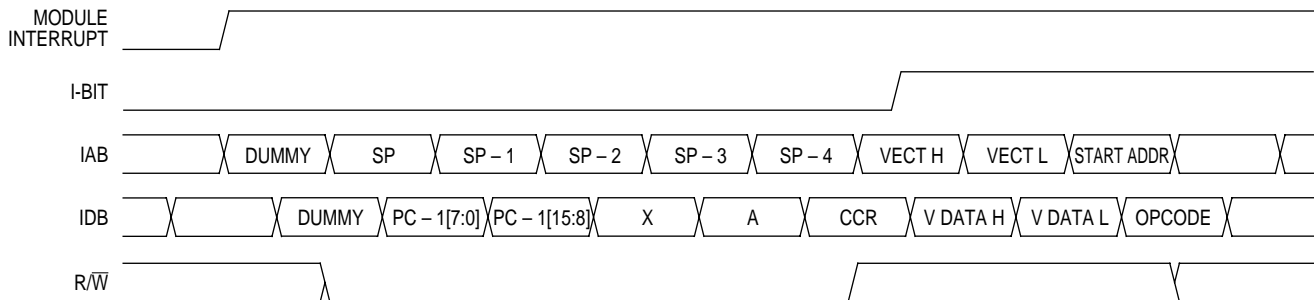 MODULE
INTERRUPT
I-BIT
IAB DUMMY SP SP – 1 SP – 2 SP – 3 SP – 4 VECT H VECT L START ADDR
IDB DUMMY PC – 1[7:0] PC – 1[15:8] X A CCR V DATA H V DATA L OPCODE
R/W̅